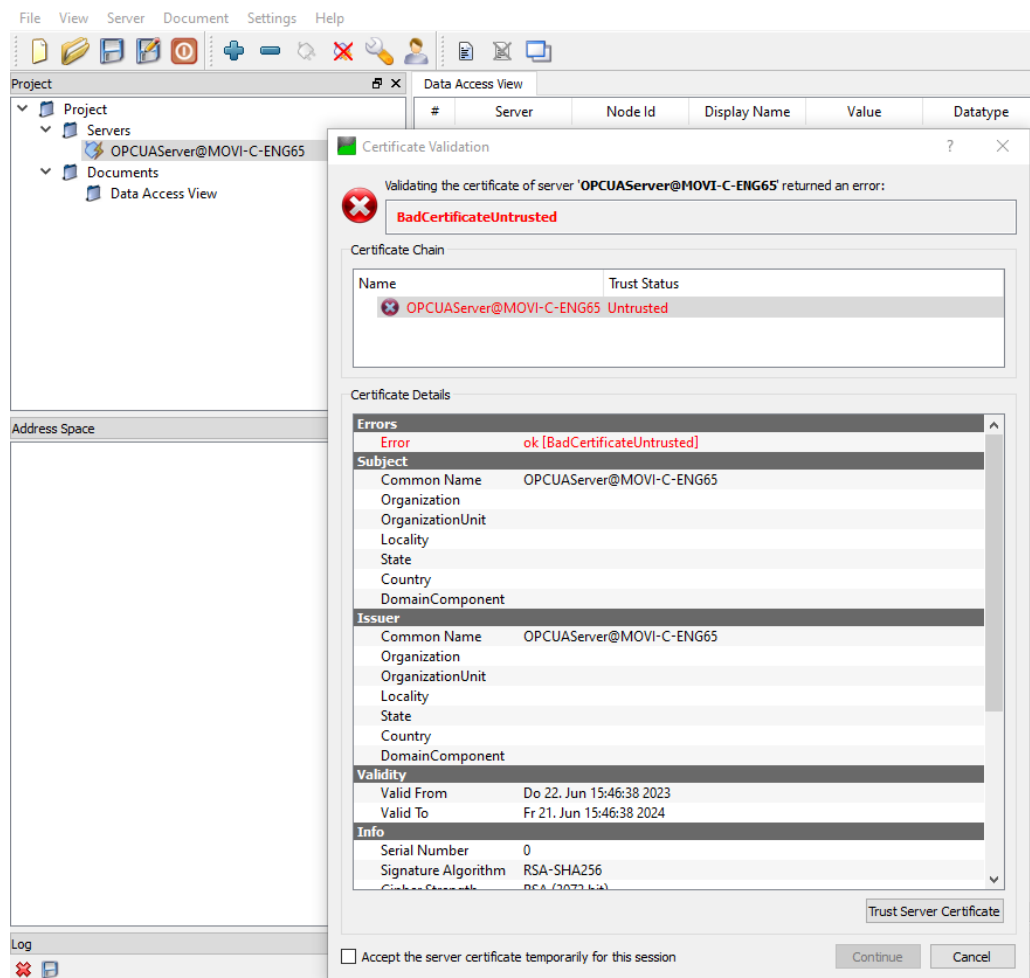 File View Server Document Settings Help
Project
Data Access View
# Server Node Id Display Name Value Datatype
Project
Servers
OPCUAServer@MOVI-C-ENG65
Documents
Data Access View
Address Space
Log
Certificate Validation
Validating the certificate of server 'OPCUAServer@MOVI-C-ENG65' returned an error:
BadCertificateUntrusted
Certificate Chain
Name Trust Status
OPCUAServer@MOVI-C-ENG65 Untrusted
Certificate Details
Errors
Error ok [BadCertificateUntrusted]
Subject
Common Name OPCUAServer@MOVI-C-ENG65
Organization
OrganizationUnit
Locality
State
Country
DomainComponent
Issuer
Common Name OPCUAServer@MOVI-C-ENG65
Organization
OrganizationUnit
Locality
State
Country
DomainComponent
Validity
Valid From Do 22. Jun 15:46:38 2023
Valid To Fr 21. Jun 15:46:38 2024
Info
Serial Number 0
Signature Algorithm RSA-SHA256
Cipher Strength RSA (3072 bit)
Trust Server Certificate
Accept the server certificate temporarily for this session
Continue Cancel